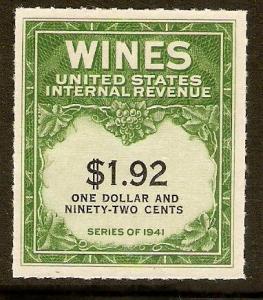 WINES
UNITED STATES
INTERNAL REVENUE
$1.92
ONE DOLLAR AND
NINETY-TWO CENTS
SERIES OF 1941